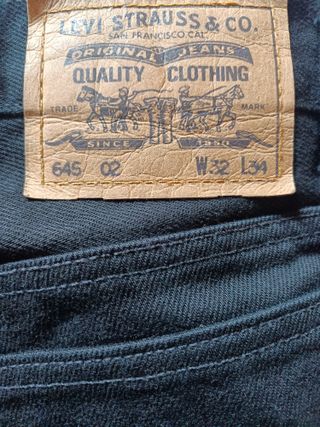 LEVI STRAUSS & CO.
SAN FRANCISCO CAL
ORIGINAL JEANS
QUALITY CLOTHING
TRADE MARK
SINCE 1850
645 02 W32 L34